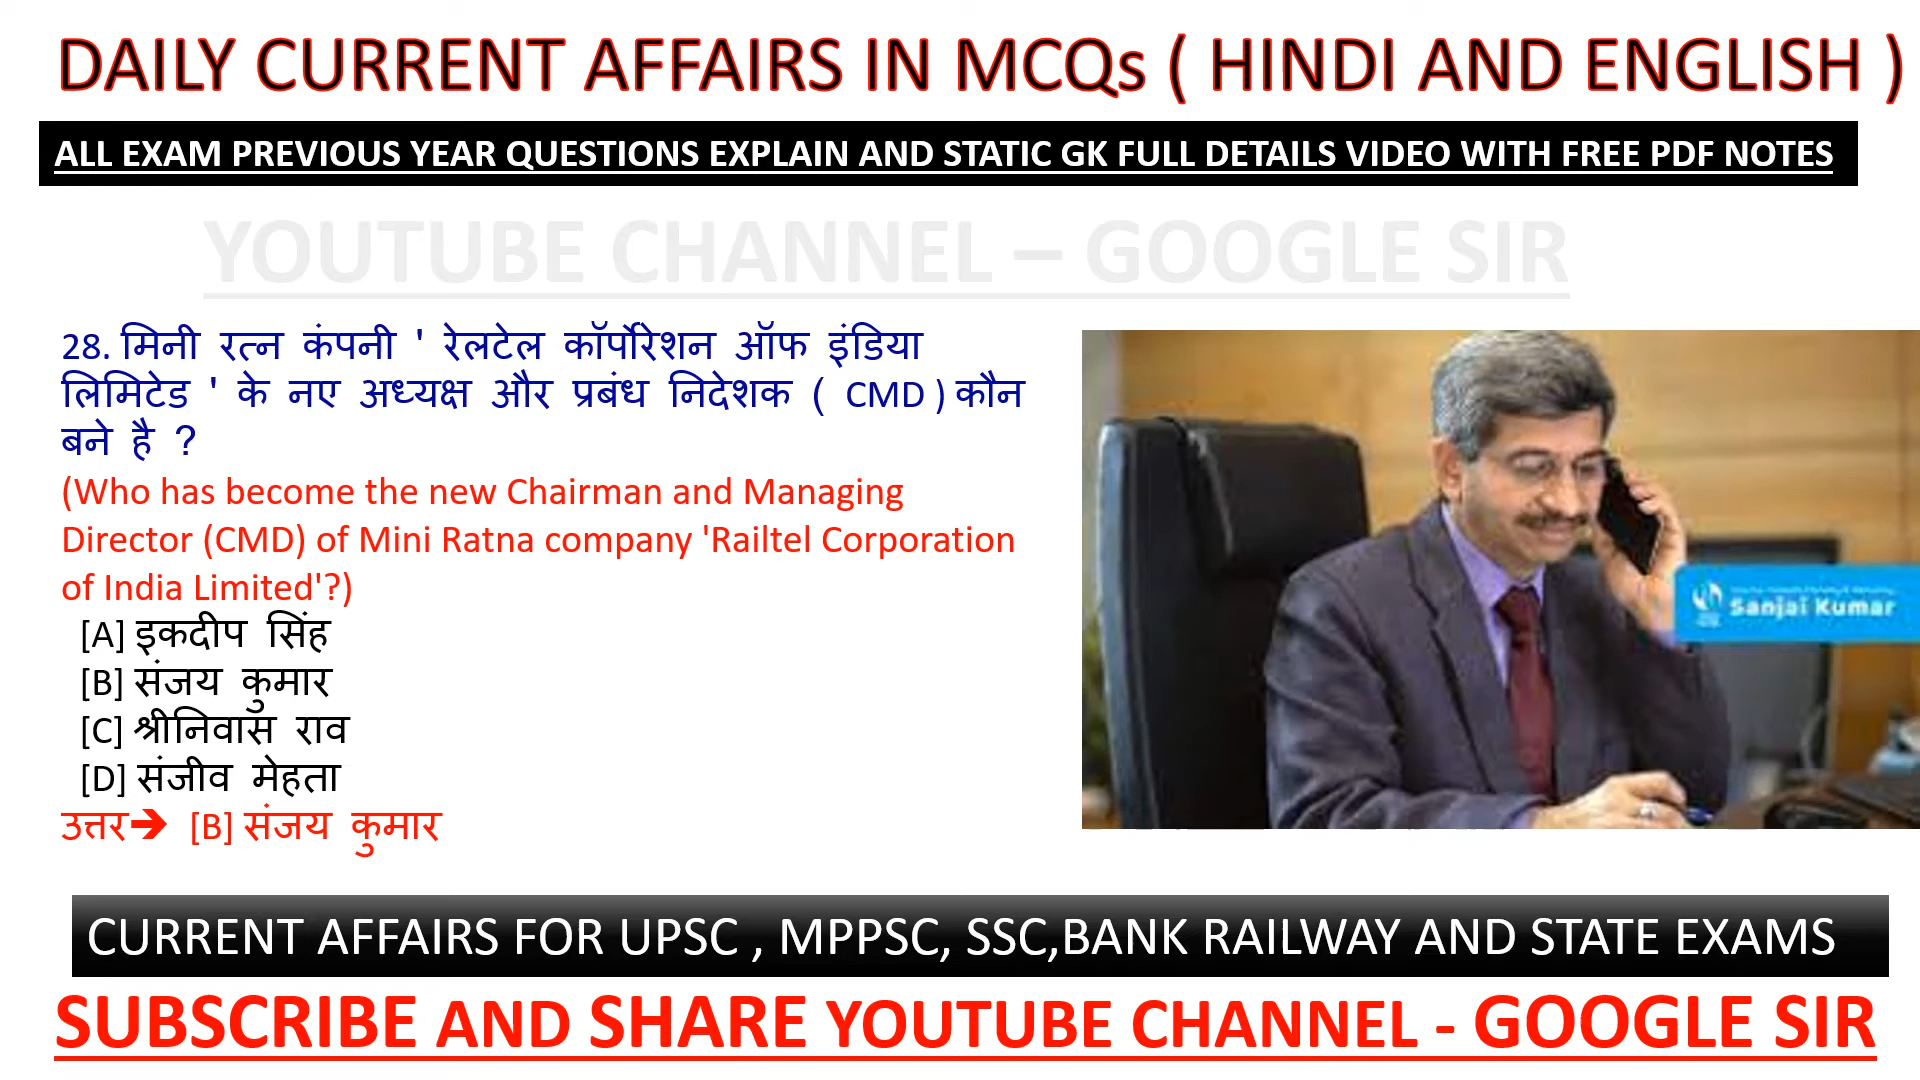 DAILY CURRENT AFFAIRS IN MCQs ( HINDI AND ENGLISH )
ALL EXAM PREVIOUS YEAR QUESTIONS EXPLAIN AND STATIC GK FULL DETAILS VIDEO WITH FREE PDF NOTES
YOUTUBE CHANNEL – GOOGLE SIR
28. मिनी रत्न कंपनी ' रेलटेल कॉर्पोरेशन ऑफ इंडिया
लिमिटेड ' के नए अध्यक्ष और प्रबंध निदेशक ( CMD ) कौन
बने है ?
(Who has become the new Chairman and Managing
Director (CMD) of Mini Ratna company 'Railtel Corporation
of India Limited'?)
[A] इकदीप सिंह
[B] संजय कुमार
[C] श्रीनिवास राव
[D] संजीव मेहता
उत्तर➔ [B] संजय कुमार
Sanjai Kumar
CURRENT AFFAIRS FOR UPSC , MPPSC, SSC,BANK RAILWAY AND STATE EXAMS
SUBSCRIBE AND SHARE YOUTUBE CHANNEL - GOOGLE SIR